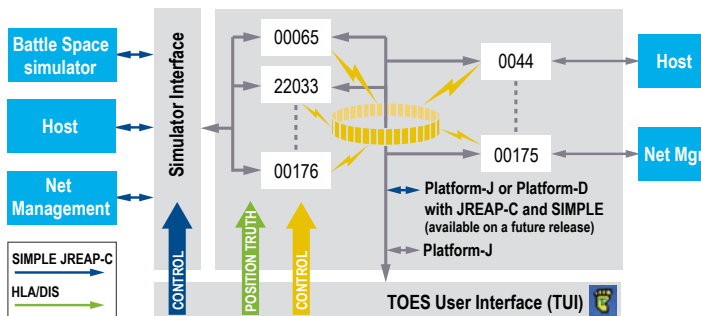 Battle Space
simulator
Host
Net
Management
SIMPLE JREAP-C
HLA/DIS
Simulator Interface
CONTROL
POSITION TRUTH
CONTROL
00065
22033
00176
0044
00175
Host
Net Mgr
Platform-J or Platform-D
with JREAP-C and SIMPLE
(available on a future release)
Platform-J
TOES User Interface (TUI)